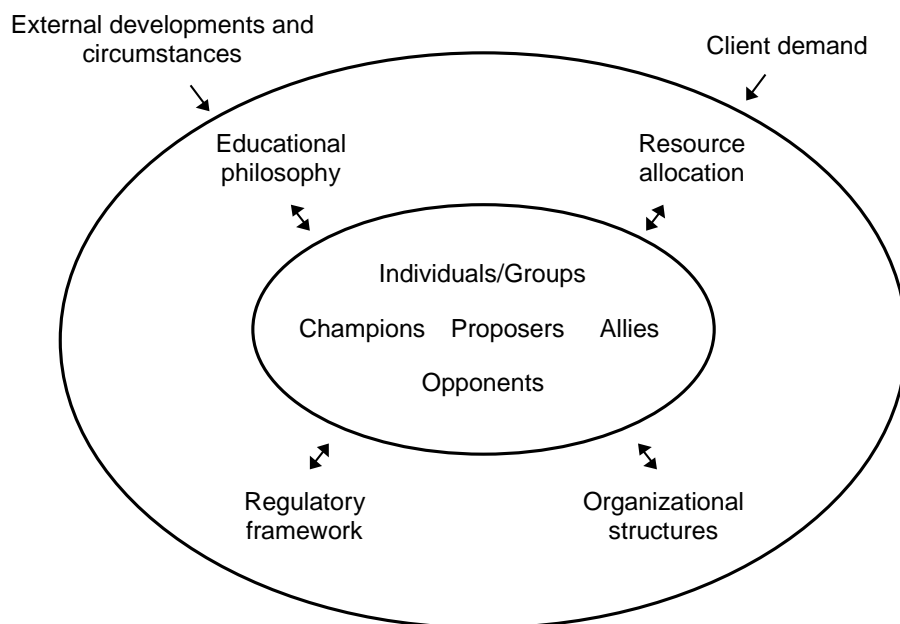 External developments and
circumstances
Client demand
Educational
philosophy
Resource
allocation
Individuals/Groups
Champions Proposers Allies
Opponents
Regulatory
framework
Organizational
structures